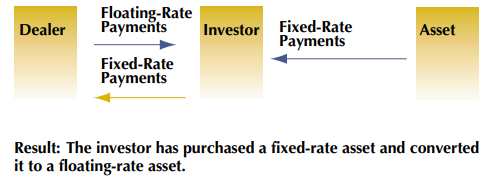 Floating-Rate
Payments
Dealer
Investor
Fixed-Rate
Payments
Asset
Fixed-Rate
Payments
Result: The investor has purchased a fixed-rate asset and converted
it to a floating-rate asset.